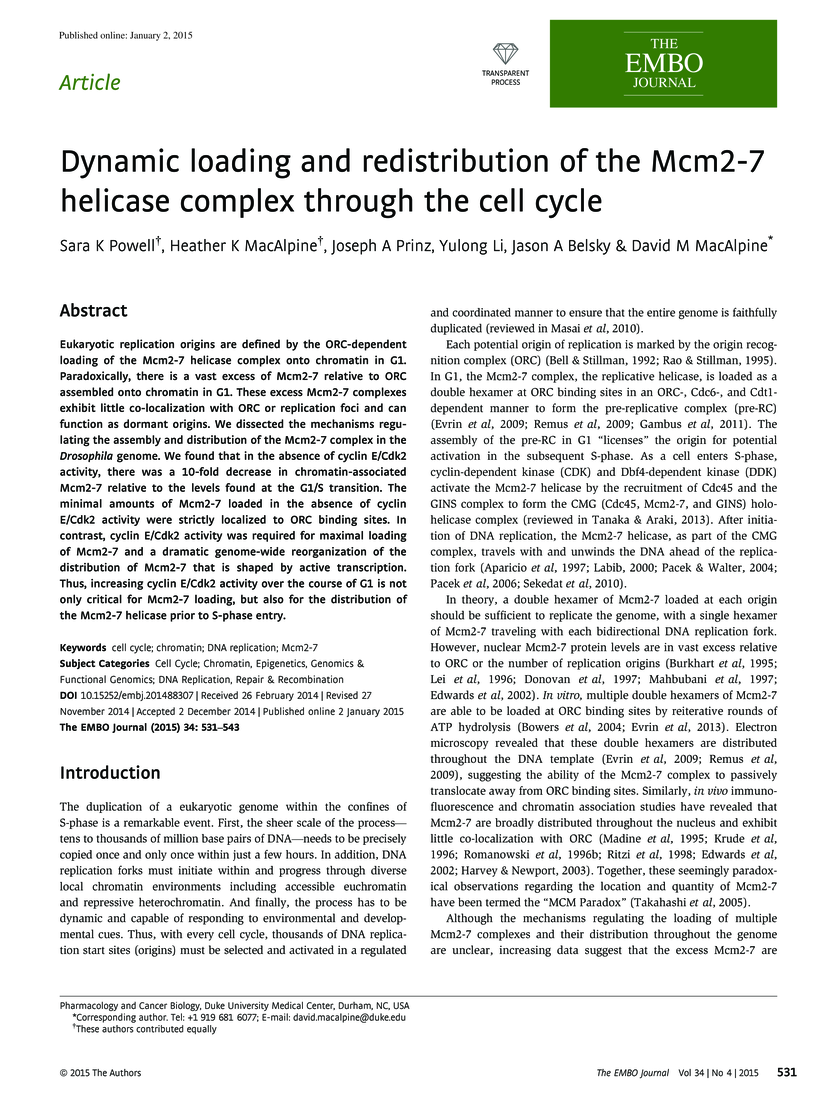 Published online: January 2, 2015
Article
TRANSPARENT
PROCESS
THE
EMBO
JOURNAL
Dynamic loading and redistribution of the Mcm2-7
helicase complex through the cell cycle
Sara K Powell†, Heather K MacAlpine†, Joseph A Prinz, Yulong Li, Jason A Belsky & David M MacAlpine*
Abstract
Eukaryotic replication origins are defined by the ORC-dependent
loading of the Mcm2-7 helicase complex onto chromatin in G1.
Paradoxically, there is a vast excess of Mcm2-7 relative to ORC
assembled onto chromatin in G1. These excess Mcm2-7 complexes
exhibit little co-localization with ORC or replication foci and can
function as dormant origins. We dissected the mechanisms regu-
lating the assembly and distribution of the Mcm2-7 complex in the
Drosophila genome. We found that in the absence of cyclin E/Cdk2
activity, there was a 10-fold decrease in chromatin-associated
Mcm2-7 relative to the levels found at the G1/S transition. The
minimal amounts of Mcm2-7 loaded in the absence of cyclin
E/Cdk2 activity were strictly localized to ORC binding sites. In
contrast, cyclin E/Cdk2 activity was required for maximal loading
of Mcm2-7 and a dramatic genome-wide reorganization of the
distribution of Mcm2-7 that is shaped by active transcription.
Thus, increasing cyclin E/Cdk2 activity over the course of G1 is not
only critical for Mcm2-7 loading, but also for the distribution of
the Mcm2-7 helicase prior to S-phase entry.
Keywords cell cycle; chromatin; DNA replication; Mcm2-7
Subject Categories Cell Cycle; Chromatin, Epigenetics, Genomics &
Functional Genomics; DNA Replication, Repair & Recombination
DOI 10.15252/embj.201488307 | Received 26 February 2014 | Revised 27
November 2014 | Accepted 2 December 2014 | Published online 2 January 2015
The EMBO Journal (2015) 34: 531–543
Introduction
The duplication of a eukaryotic genome within the confines of
S-phase is a remarkable event. First, the sheer scale of the process—
tens to thousands of million base pairs of DNA—needs to be precisely
copied once and only once within just a few hours. In addition, DNA
replication forks must initiate within and progress through diverse
local chromatin environments including accessible euchromatin
and repressive heterochromatin. And finally, the process has to be
dynamic and capable of responding to environmental and develop-
mental cues. Thus, with every cell cycle, thousands of DNA replica-
tion start sites (origins) must be selected and activated in a regulated
and coordinated manner to ensure that the entire genome is faithfully
duplicated (reviewed in Masai et al, 2010).
Each potential origin of replication is marked by the origin recog-
nition complex (ORC) (Bell & Stillman, 1992; Rao & Stillman, 1995).
In G1, the Mcm2-7 complex, the replicative helicase, is loaded as a
double hexamer at ORC binding sites in an ORC-, Cdc6-, and Cdt1-
dependent manner to form the pre-replicative complex (pre-RC)
(Evrin et al, 2009; Remus et al, 2009; Gambus et al, 2011). The
assembly of the pre-RC in G1 “licenses” the origin for potential
activation in the subsequent S-phase. As a cell enters S-phase,
cyclin-dependent kinase (CDK) and Dbf4-dependent kinase (DDK)
activate the Mcm2-7 helicase by the recruitment of Cdc45 and the
GINS complex to form the CMG (Cdc45, Mcm2-7, and GINS) holo-
helicase complex (reviewed in Tanaka & Araki, 2013). After initia-
tion of DNA replication, the Mcm2-7 helicase, as part of the CMG
complex, travels with and unwinds the DNA ahead of the replica-
tion fork (Aparicio et al, 1997; Labib, 2000; Pacek & Walter, 2004;
Pacek et al, 2006; Sekedat et al, 2010).
In theory, a double hexamer of Mcm2-7 loaded at each origin
should be sufficient to replicate the genome, with a single hexamer
of Mcm2-7 traveling with each bidirectional DNA replication fork.
However, nuclear Mcm2-7 protein levels are in vast excess relative
to ORC or the number of replication origins (Burkhart et al, 1995;
Lei et al, 1996; Donovan et al, 1997; Mahbubani et al, 1997;
Edwards et al, 2002). In vitro, multiple double hexamers of Mcm2-7
are able to be loaded at ORC binding sites by reiterative rounds of
ATP hydrolysis (Bowers et al, 2004; Evrin et al, 2013). Electron
microscopy revealed that these double hexamers are distributed
throughout the DNA template (Evrin et al, 2009; Remus et al,
2009), suggesting the ability of the Mcm2-7 complex to passively
translocate away from ORC binding sites. Similarly, in vivo immuno-
fluorescence and chromatin association studies have revealed that
Mcm2-7 are broadly distributed throughout the nucleus and exhibit
little co-localization with ORC (Madine et al, 1995; Krude et al,
1996; Romanowski et al, 1996b; Ritzi et al, 1998; Edwards et al,
2002; Harvey & Newport, 2003). Together, these seemingly paradox-
ical observations regarding the location and quantity of Mcm2-7
have been termed the “MCM Paradox” (Takahashi et al, 2005).
Although the mechanisms regulating the loading of multiple
Mcm2-7 complexes and their distribution throughout the genome
are unclear, increasing data suggest that the excess Mcm2-7 are
Pharmacology and Cancer Biology, Duke University Medical Center, Durham, NC, USA
*Corresponding author. Tel: +1 919 681 6077; E-mail: david.macalpine@duke.edu
†These authors contributed equally
© 2015 The Authors
The EMBO Journal Vol 34 | No 4 | 2015 531